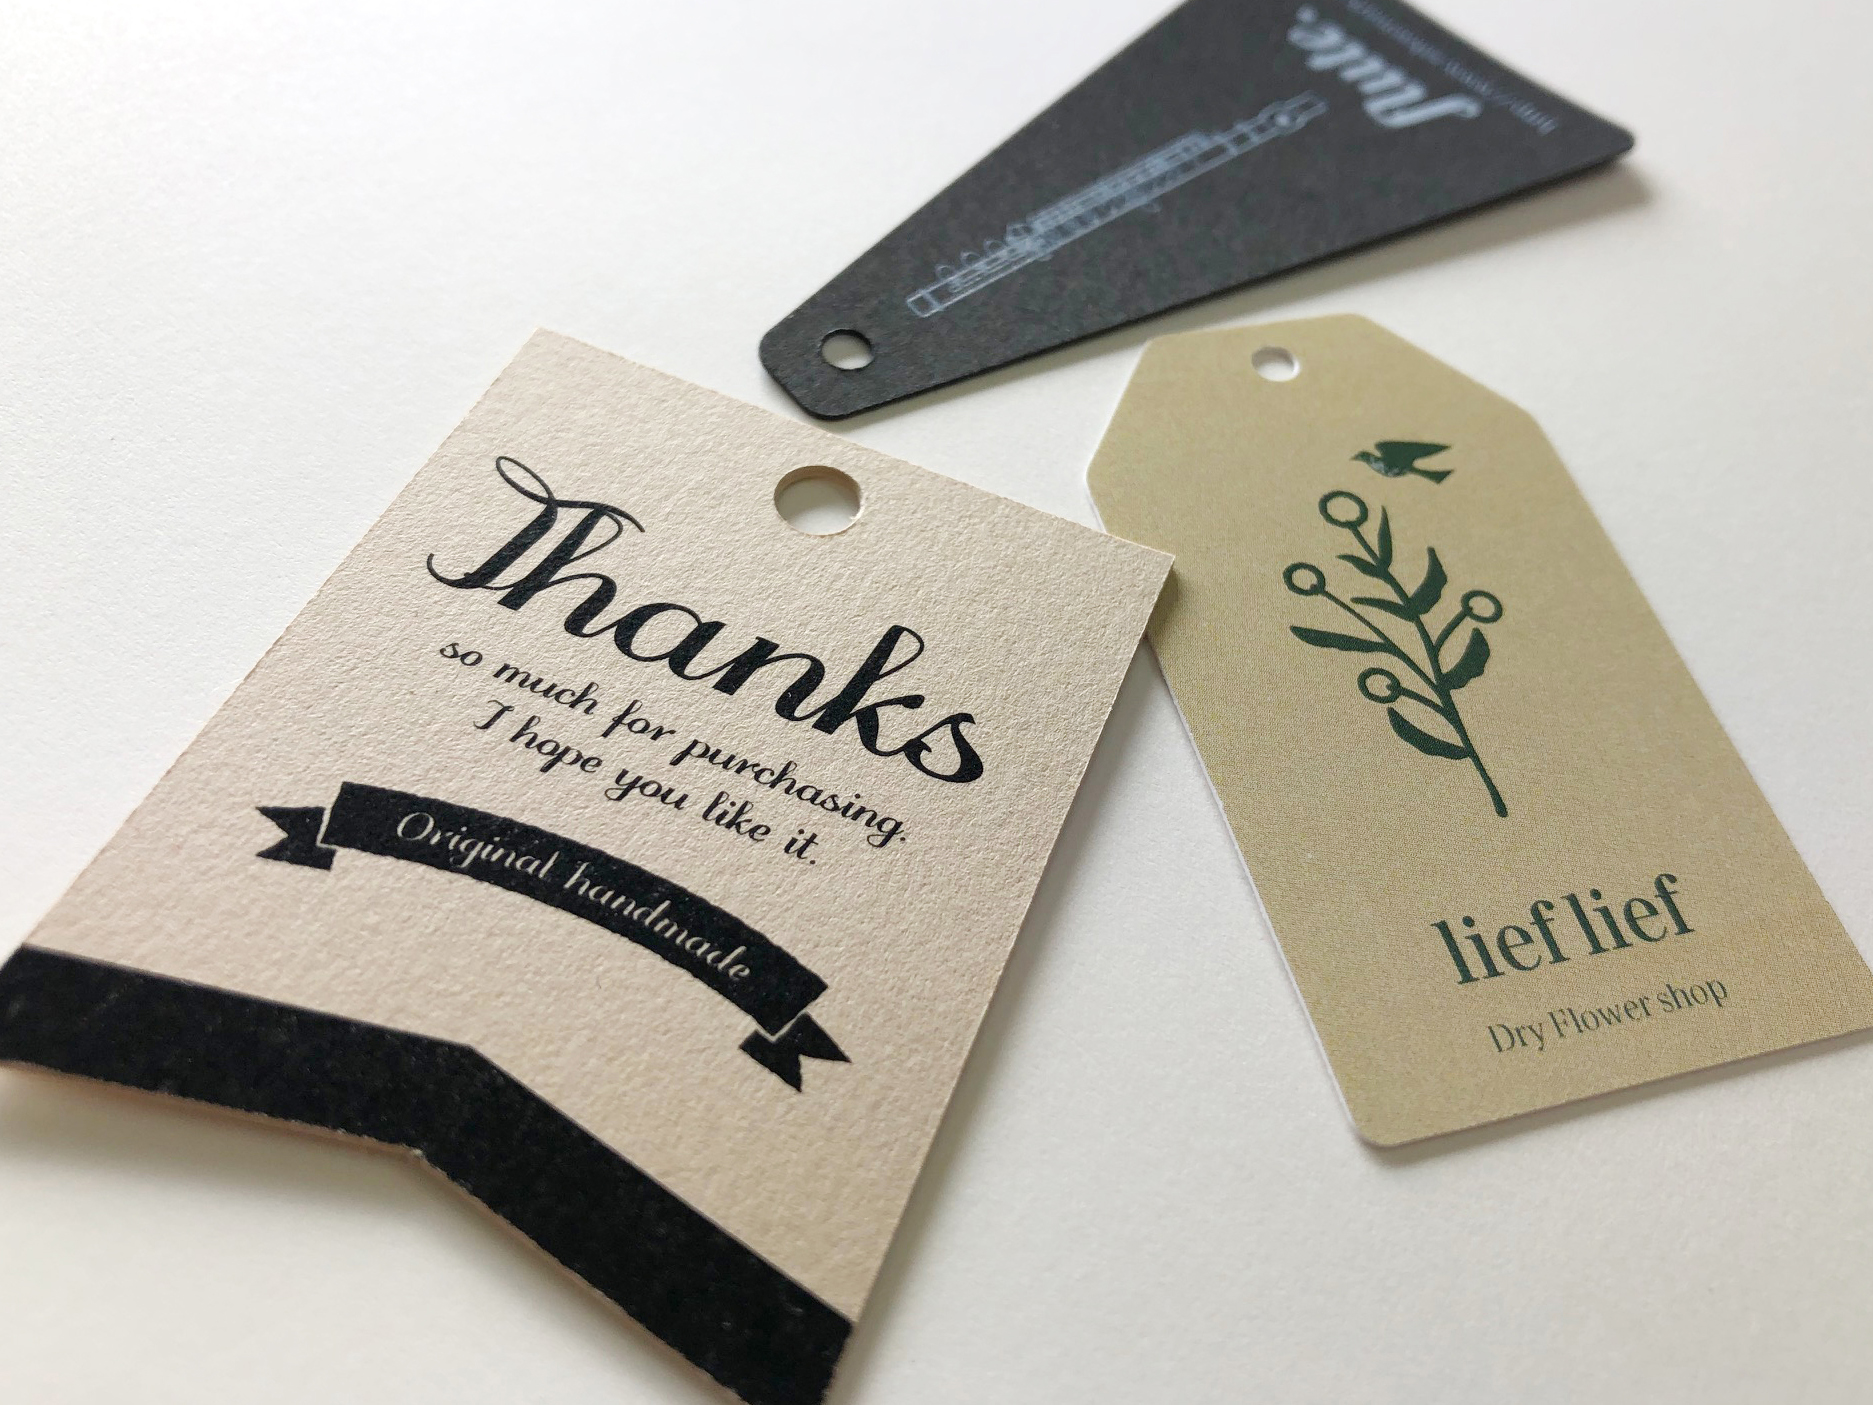 flute.
Thanks
so much for purchasing.
I hope you like it.
Original handmade
lief lief
Dry Flower shop